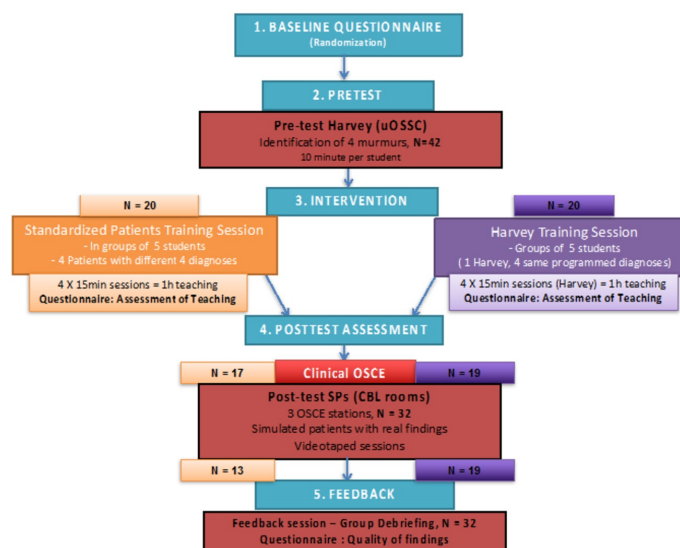 1. BASELINE QUESTIONNAIRE
(Randomization)
2. PRETEST
Pre-test Harvey (uOSSC)
Identification of 4 murmurs, N=42
10 minute per student
3. INTERVENTION
N = 20
Standardized Patients Training Session
- In groups of 5 students
- 4 Patients with different 4 diagnoses
4 X 15min sessions = 1h teaching
Questionnaire: Assessment of Teaching
N = 20
Harvey Training Session
- Groups of 5 students
( 1 Harvey, 4 same programmed diagnoses)
4 X 15min sessions (Harvey) = 1h teaching
Questionnaire: Assessment of Teaching
4. POSTTEST ASSESSMENT
N = 17
Clinical OSCE
N = 19
Post-test SPs (CBL rooms)
3 OSCE stations, N = 32
Simulated patients with real findings
Videotaped sessions
N = 13
N = 19
5. FEEDBACK
Feedback session – Group Debriefing, N = 32
Questionnaire : Quality of findings